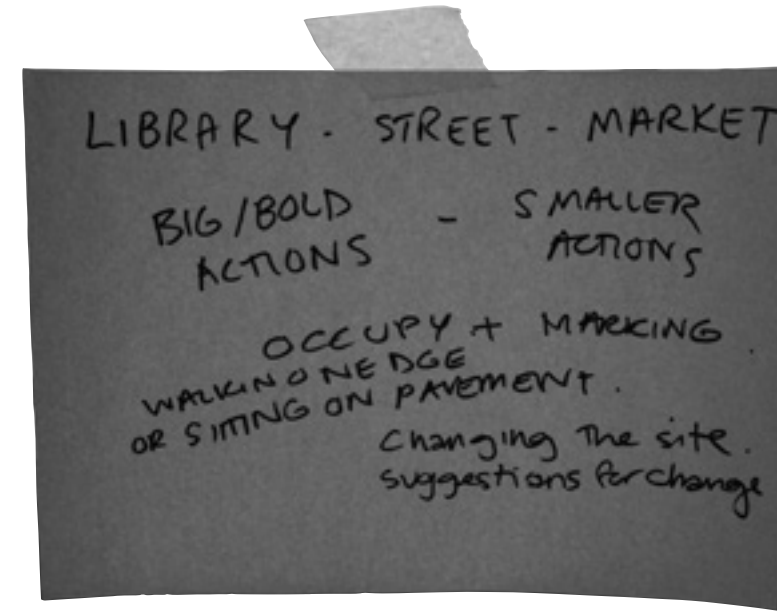 LIBRARY - STREET - MARKET
BIG/BOLD - SMALLER
ACTIONS ACTIONS
OCCUPY + MARKING
WALKIN ON EDGE
OR SITTING ON PAVEMENT.
Changing The site.
suggestions for change